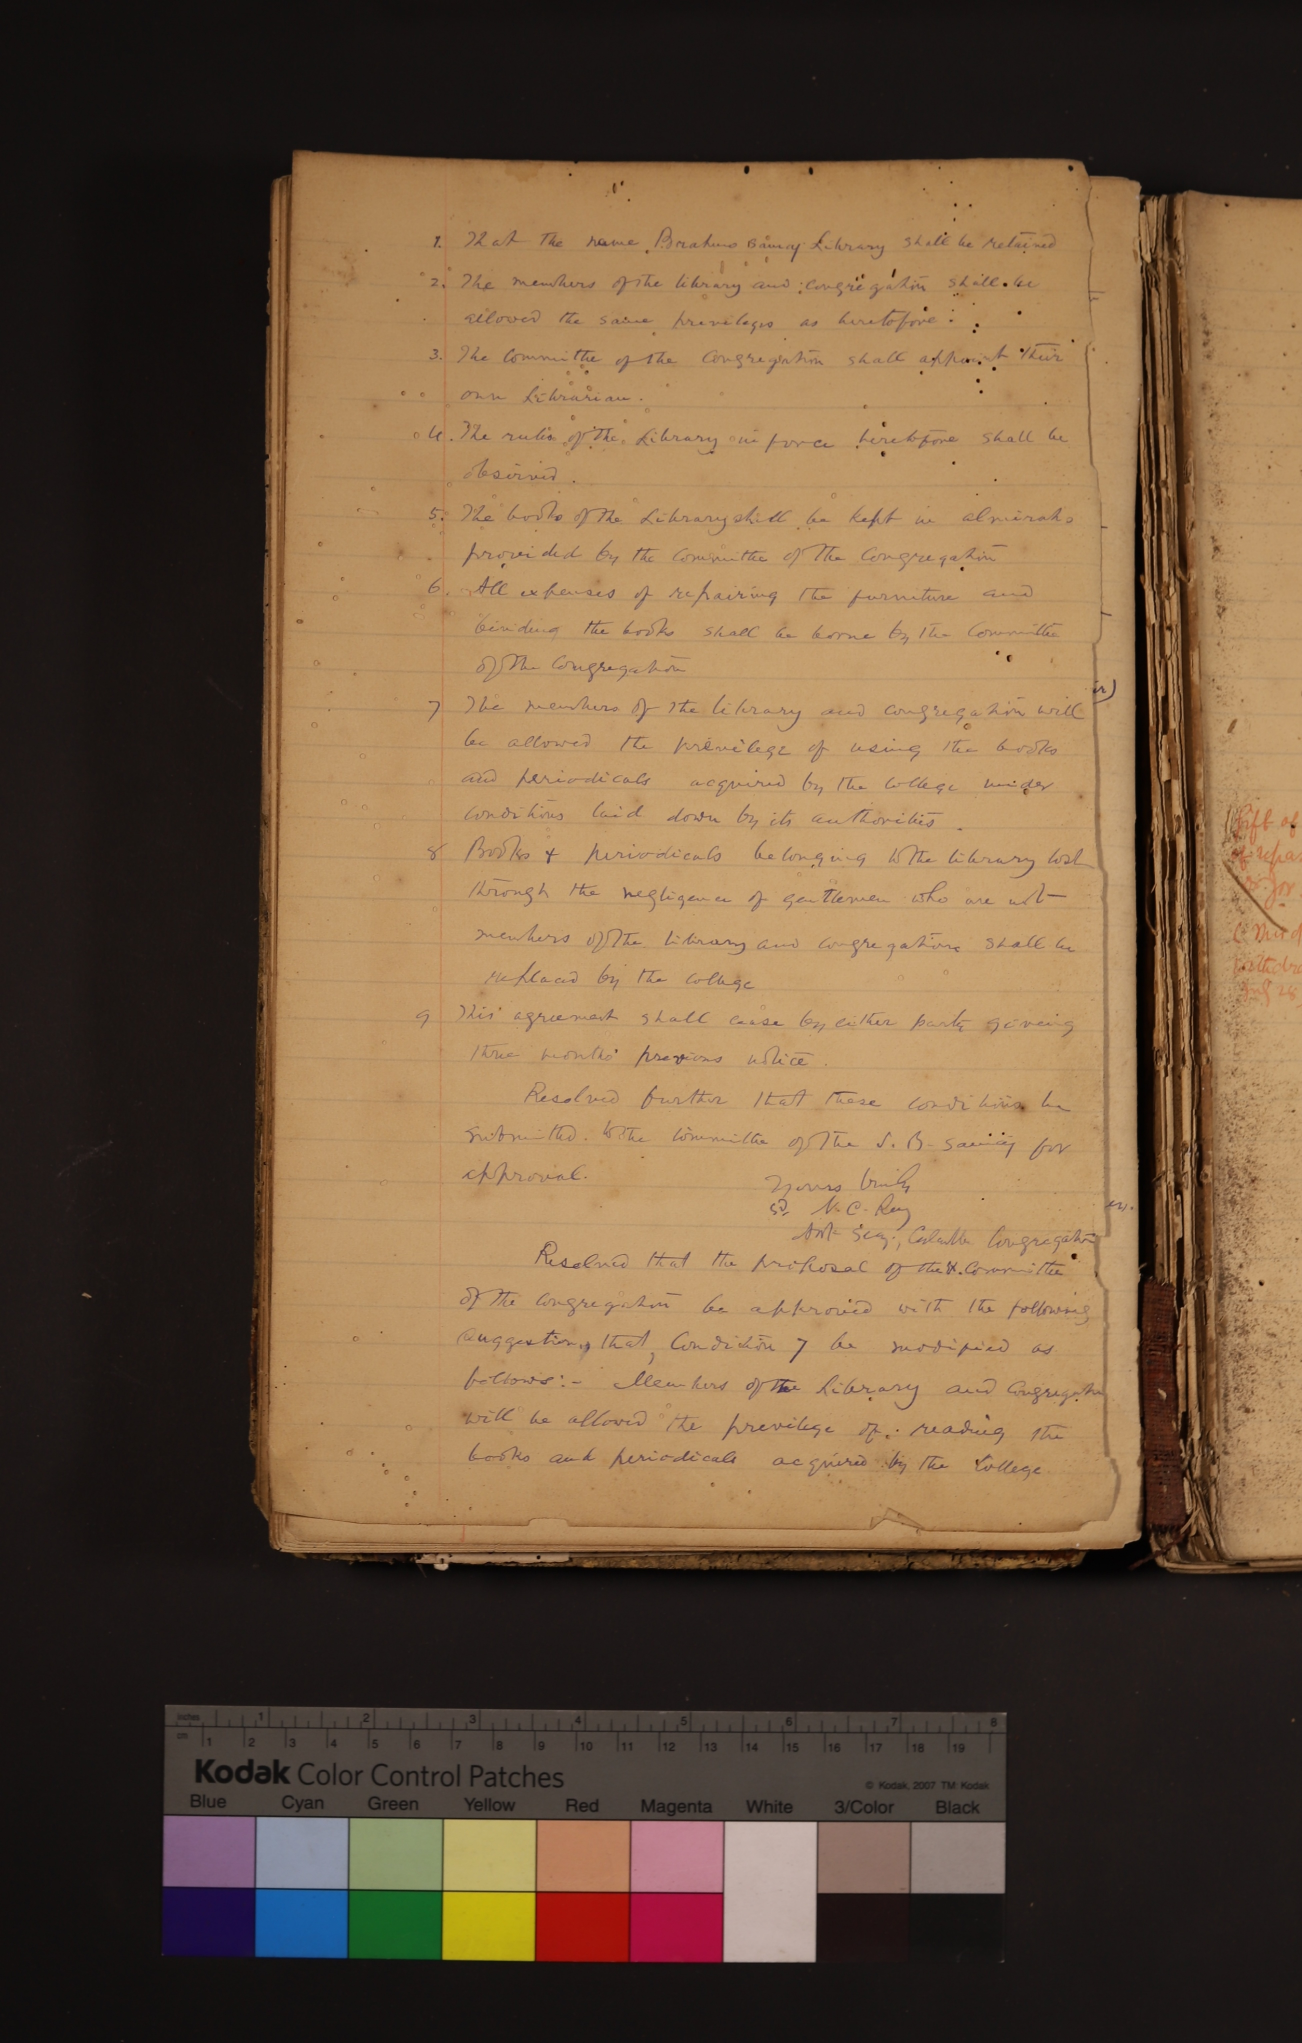 1. That the name Brahmo Samaj Library shall be retained
2. The members of the library and congregation shall be
allowed the same previleges as heretofore.
3. The Committee of the Congregation shall appoint their
own Librarian.
4. The rules of the Library in force heretofore shall be
observed.
5. The books of the Library shall be kept in almirahs
provided by the Committee of the Congregation
6. All expenses of repairing the furniture and
binding the books shall be borne by the Committee
of the Congregation
7 The members of the library and congregation will
be allowed the previlege of using the books
and periodicals acquired by the College under
conditions laid down by its authorities.
8 Books & periodicals belonging to the library lost
through the negligence of gentlemen who are not
members of the library and congregation shall be
replaced by the College
9 This agreement shall cease by either party giving
three months' previous notice.
Resolved further that these conditions be
submitted to the Committee of the S. B. Samaj for
approval.
Yours truly
Sd. N. C. Roy
Asst Secy., Calcutta Congregation
Resolved that the proposal of the Committee
of the Congregation be approved with the following
suggestion, that, Condition 7 be modified as
follows:- Members of the Library and Congregation
will be allowed the previlege of reading the
books and periodicals acquired by the College
Gift of
of repa
& for
inches 1 2 3 4 5 6 7 8
cm 1 2 3 4 5 6 7 8 9 10 11 12 13 14 15 16 17 18 19
Kodak Color Control Patches
© Kodak, 2007 TM: Kodak
Blue Cyan Green Yellow Red Magenta White 3/Color Black